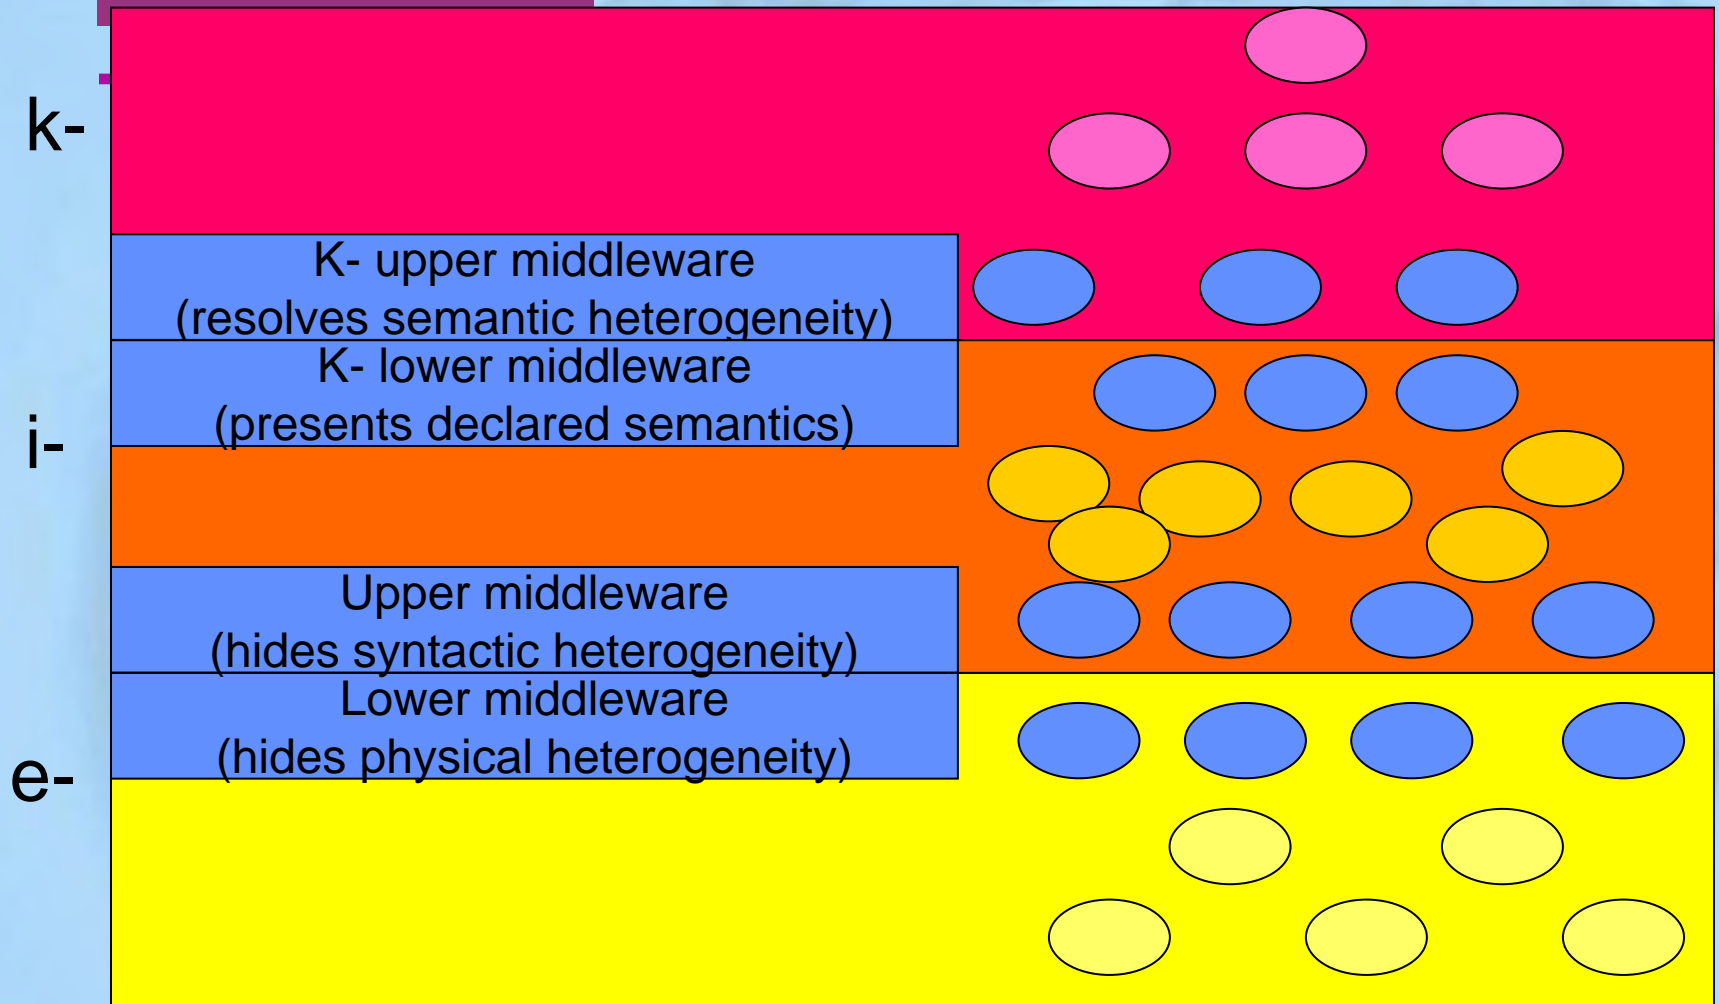 k-
K- upper middleware
(resolves semantic heterogeneity)
K- lower middleware
(presents declared semantics)
i-
Upper middleware
(hides syntactic heterogeneity)
Lower middleware
(hides physical heterogeneity)
e-